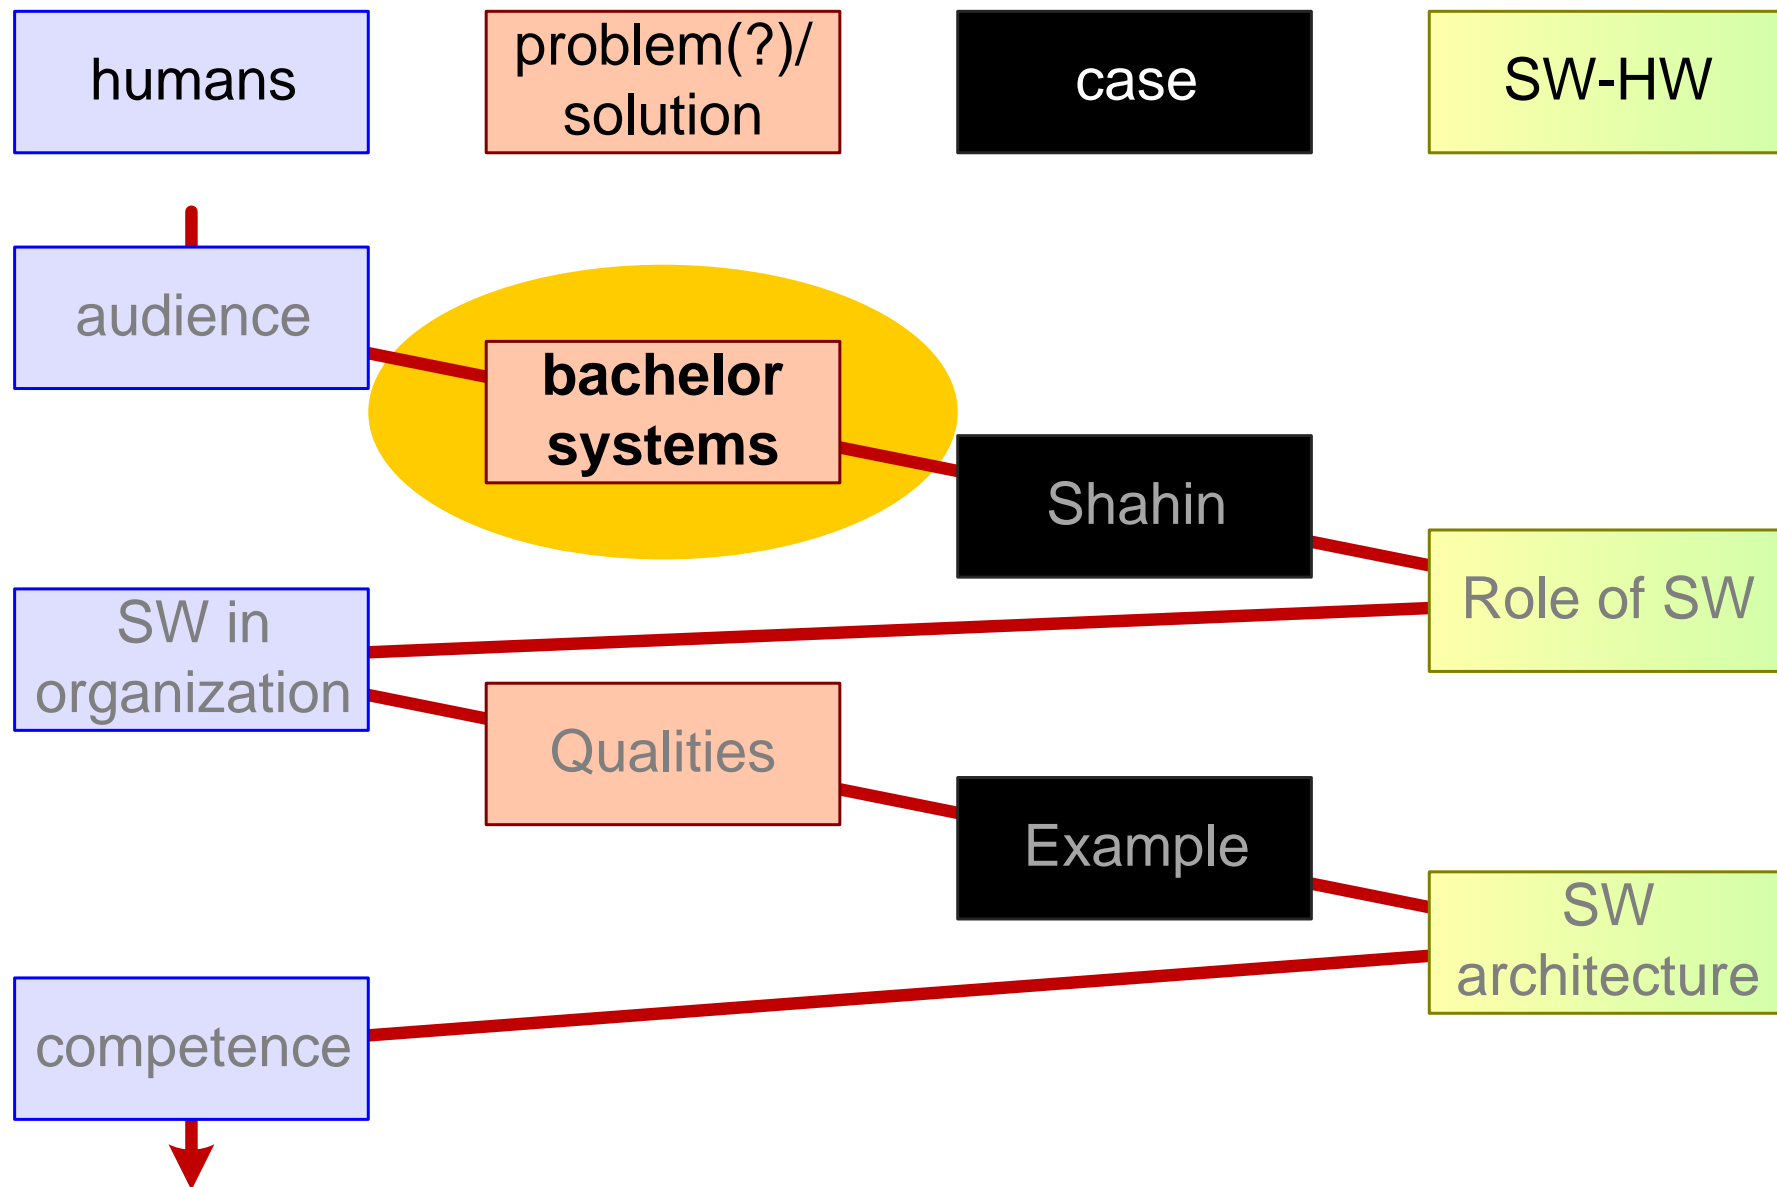 humans
problem(?)/
solution
case
SW-HW
audience
bachelor
systems
Shahin
Role of SW
SW in
organization
Qualities
Example
SW
architecture
competence